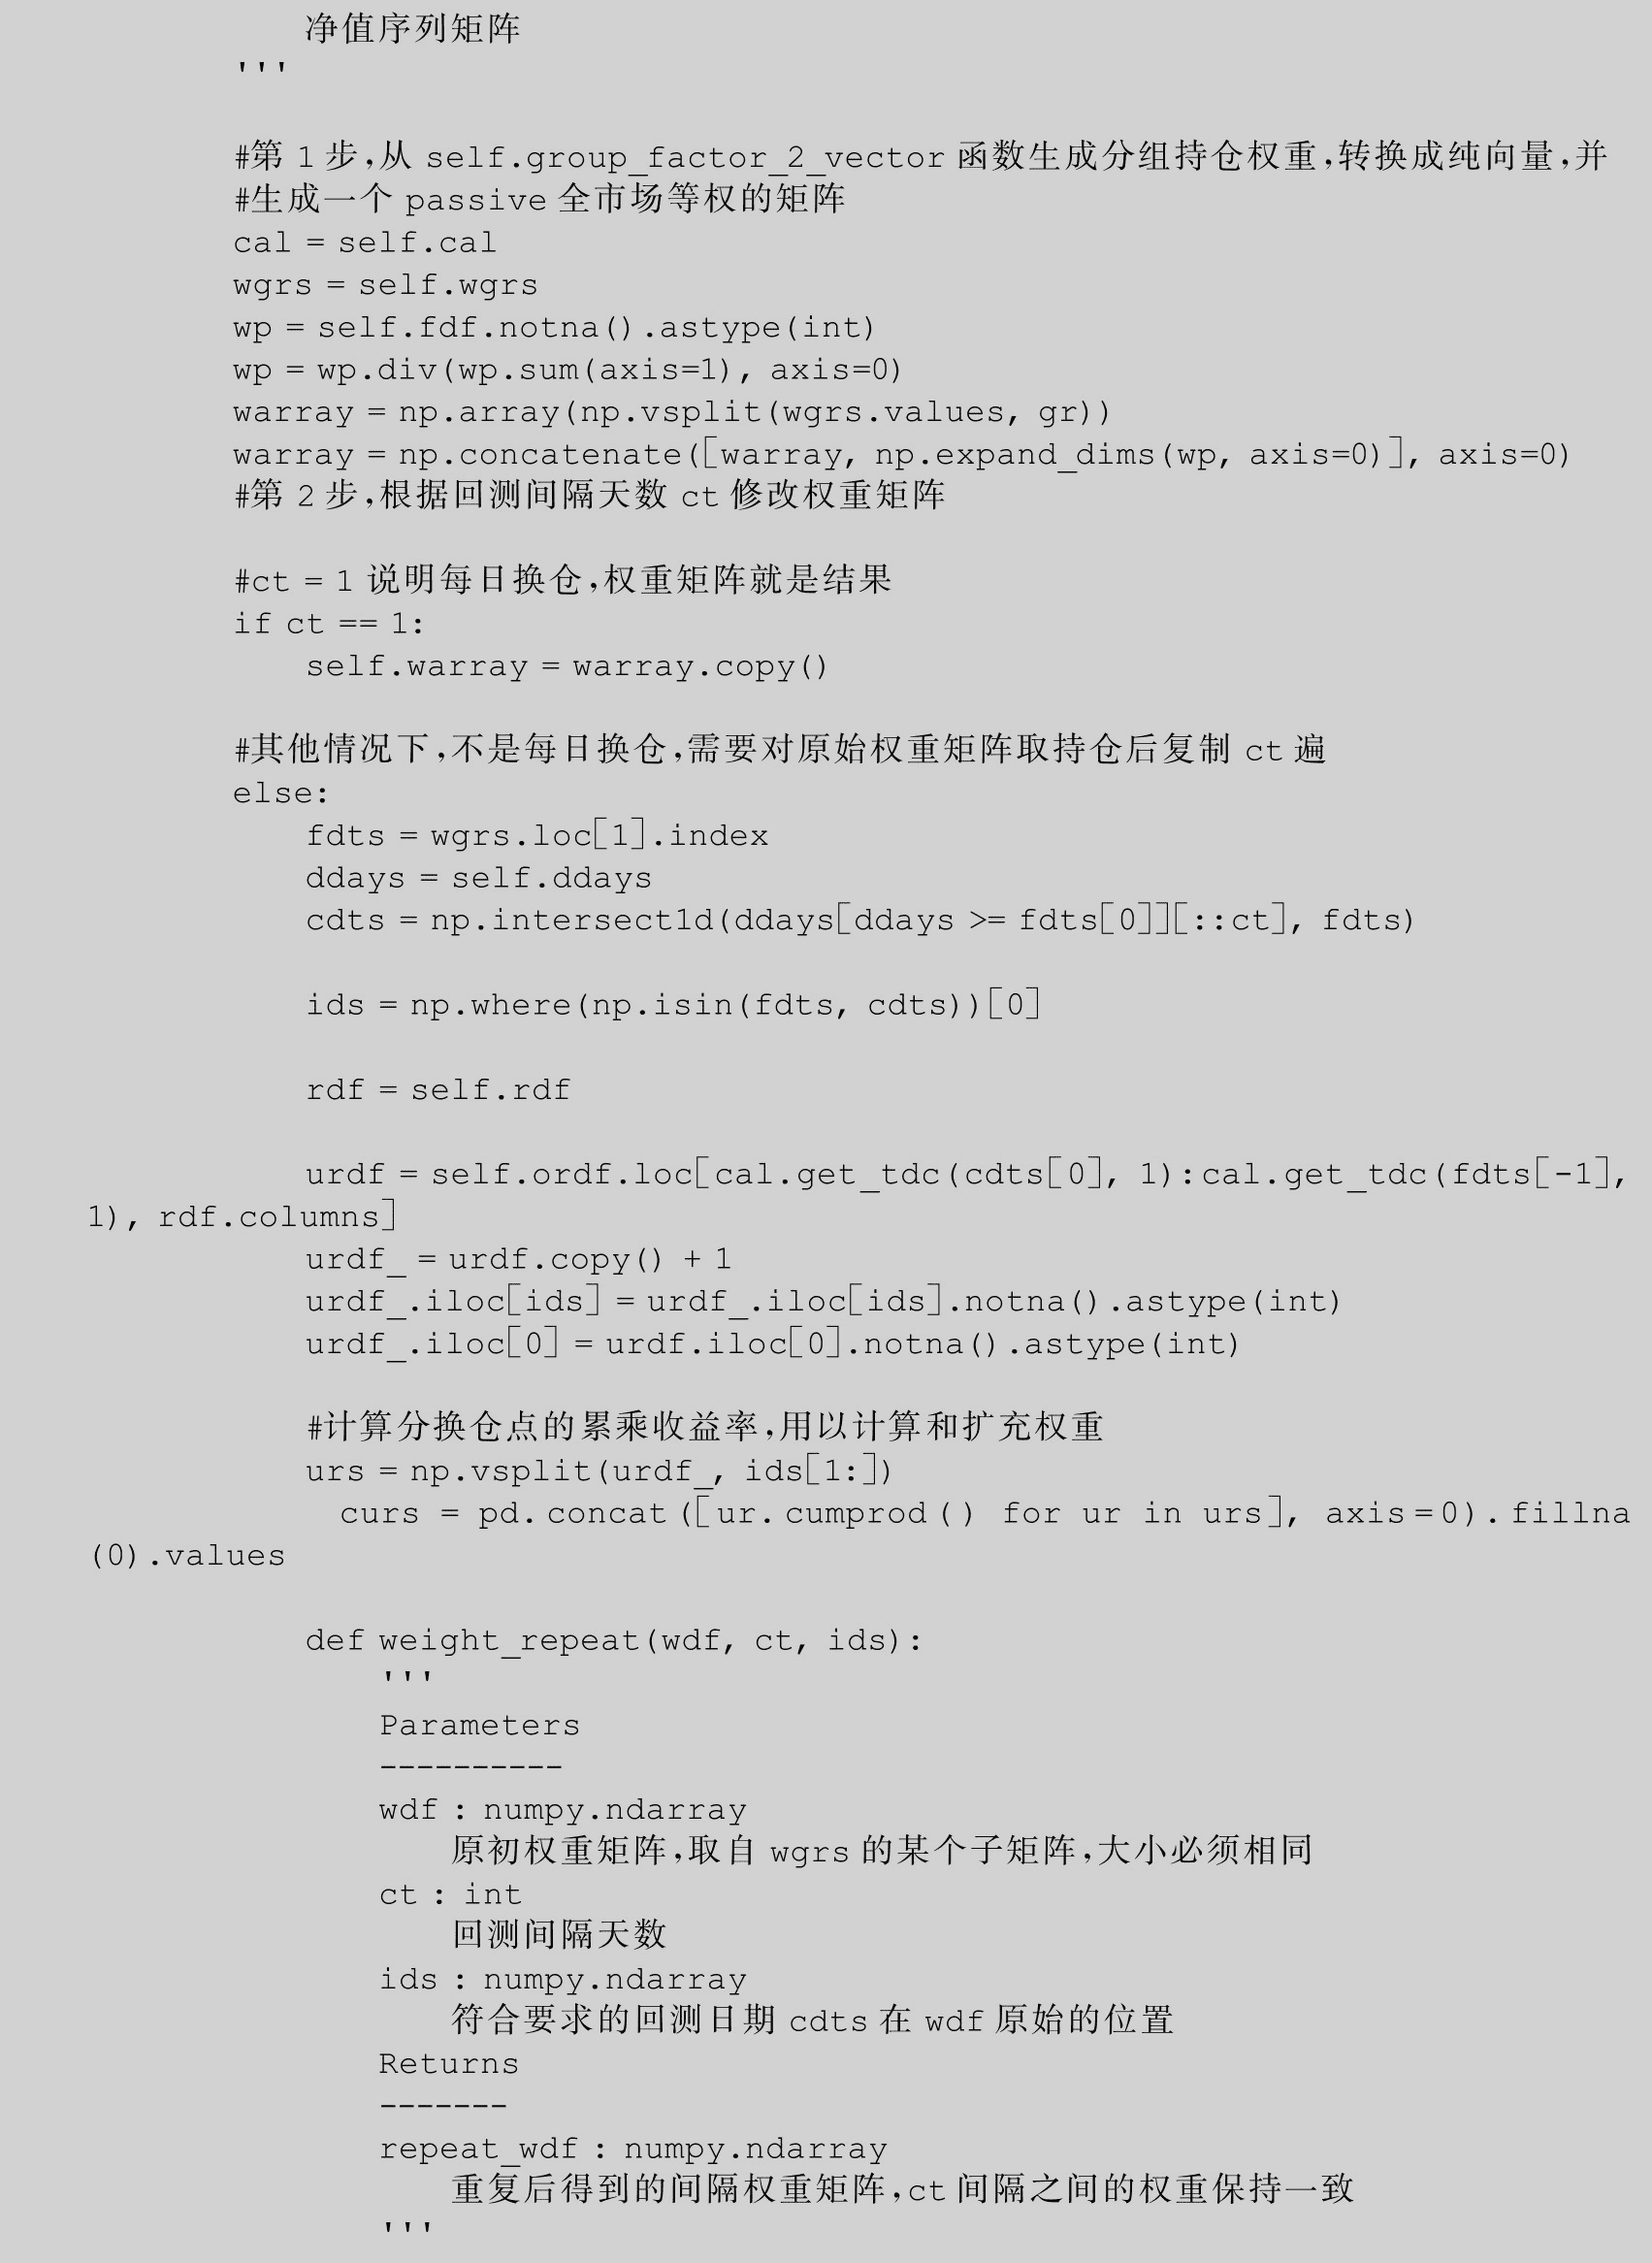 净值序列矩阵
'''
#第 1 步,从 self.group_factor_2_vector 函数生成分组持仓权重,转换成纯向量,并
#生成一个 passive 全市场等权的矩阵
cal = self.cal
wgrs = self.wgrs
wp = self.fdf.notna().astype(int)
wp = wp.div(wp.sum(axis=1), axis=0)
warray = np.array(np.vsplit(wgrs.values, gr))
warray = np.concatenate([warray, np.expand_dims(wp, axis=0)], axis=0)
#第 2 步,根据回测间隔天数 ct 修改权重矩阵
#ct = 1 说明每日换仓,权重矩阵就是结果
if ct == 1:
self.warray = warray.copy()
#其他情况下,不是每日换仓,需要对原始权重矩阵取持仓后复制 ct 遍
else:
fdts = wgrs.loc[1].index
ddays = self.ddays
cdts = np.intersect1d(ddays[ddays >= fdts[0]][::ct], fdts)
ids = np.where(np.isin(fdts, cdts))[0]
rdf = self.rdf
urdf = self.ordf.loc[cal.get_tdc(cdts[0], 1):cal.get_tdc(fdts[-1],
1), rdf.columns]
urdf_ = urdf.copy() + 1
urdf_.iloc[ids] = urdf_.iloc[ids].notna().astype(int)
urdf_.iloc[0] = urdf.iloc[0].notna().astype(int)
#计算分换仓点的累乘收益率,用以计算和扩充权重
urs = np.vsplit(urdf_, ids[1:])
curs = pd.concat([ur.cumprod() for ur in urs], axis=0).fillna
(0).values
def weight_repeat(wdf, ct, ids):
'''
Parameters
----------
wdf : numpy.ndarray
原初权重矩阵,取自 wgrs 的某个子矩阵,大小必须相同
ct : int
回测间隔天数
ids : numpy.ndarray
符合要求的回测日期 cdts 在 wdf 原始的位置
Returns
-------
repeat_wdf : numpy.ndarray
重复后得到的间隔权重矩阵,ct 间隔之间的权重保持一致
'''